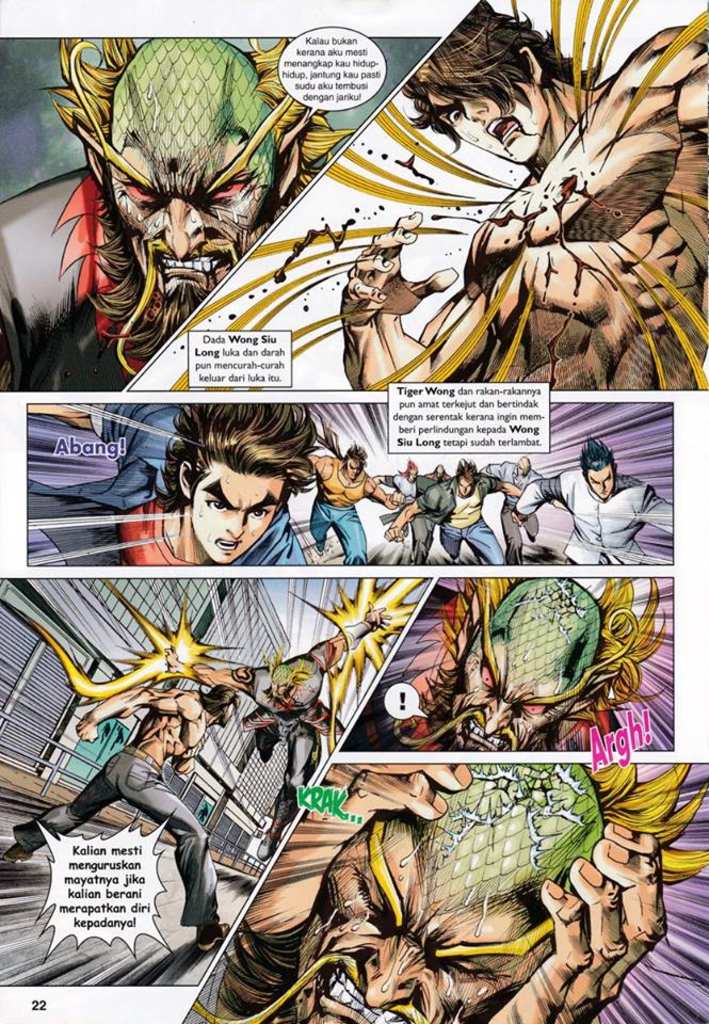 Kalau bukan
kerana aku mesti
menangkap kau hidup-
hidup, jantung kau pasti
sudu aku tembusi
dengan jariku!
Dada Wong Siu
Long luka dan darah
pun mencurah-curah
keluar dari luka itu.
Tiger Wong dan rakan-rakannya
pun amat terkejut dan bertindak
dengan serentak kerana ingin mem-
beri perlindungan kepada Wong
Siu Long tetapi sudah terlambat.
Abang!
!
Argh!
KRAK...
Kalian mesti
menguruskan
mayatnya jika
kalian berani
merapatkan diri
kepadanya!
22